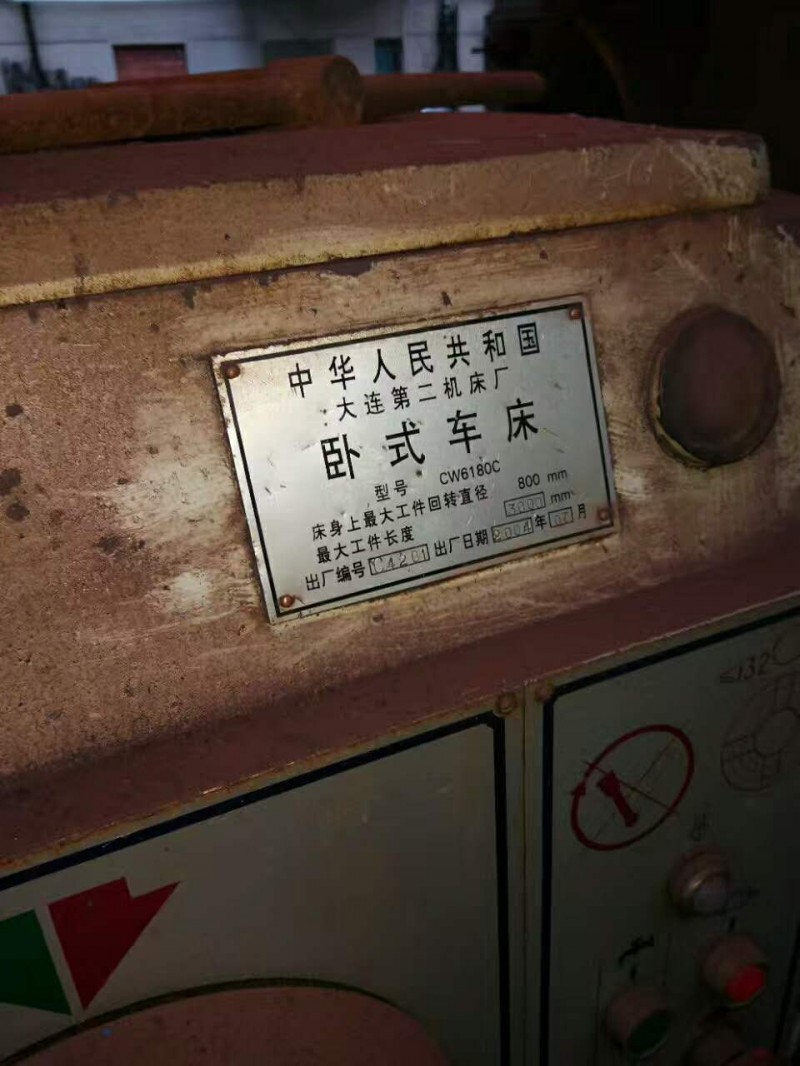 中华人民共和国
大连第二机床厂
卧式车床
型号 CW6180C
床身上最大工件回转直径 800 mm
最大工件长度 3000 mm
出厂编号 C4201 出厂日期 2004 年 07 月
≤132